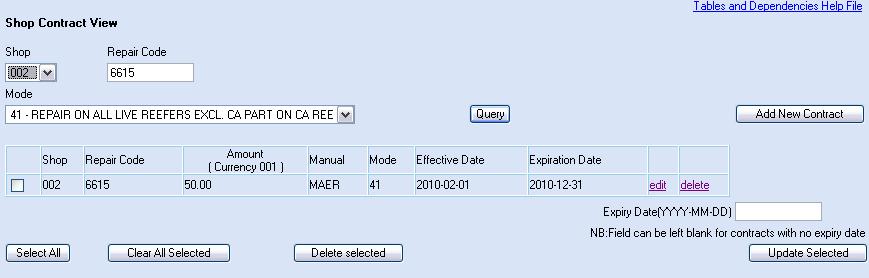 Tables and Dependencies Help File
Shop Contract View
Shop Repair Code
002 6615
Mode
41 - REPAIR ON ALL LIVE REEFERS EXCL. CA PART ON CA REE Query Add New Contract
Shop Repair Code Amount ( Currency 001 ) Manual Mode Effective Date Expiration Date
002 6615 50.00 MAER 41 2010-02-01 2010-12-31 edit delete
Expiry Date(YYYY-MM-DD)
NB:Field can be left blank for contracts with no expiry date
Select All Clear All Selected Delete selected Update Selected